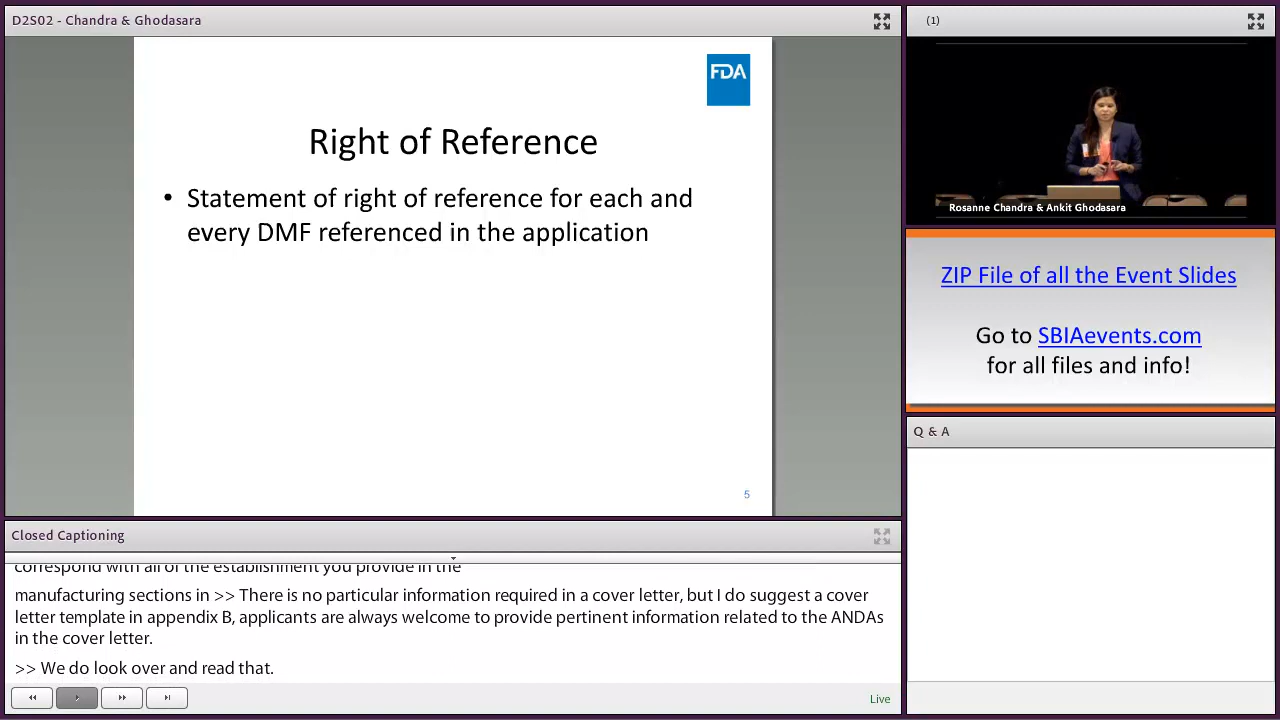 D2S02 - Chandra & Ghodasara
FDA
Right of Reference
• Statement of right of reference for each and
every DMF referenced in the application
5
Closed Captioning
correspond with all of the establishment you provide in the
manufacturing sections in >> There is no particular information required in a cover letter, but I do suggest a cover
letter template in appendix B, applicants are always welcome to provide pertinent information related to the ANDAs
in the cover letter.
>> We do look over and read that.
Live
(1)
Rosanne Chandra & Ankit Ghodasara
ZIP File of all the Event Slides
Go to SBIAevents.com
for all files and info!
Q & A